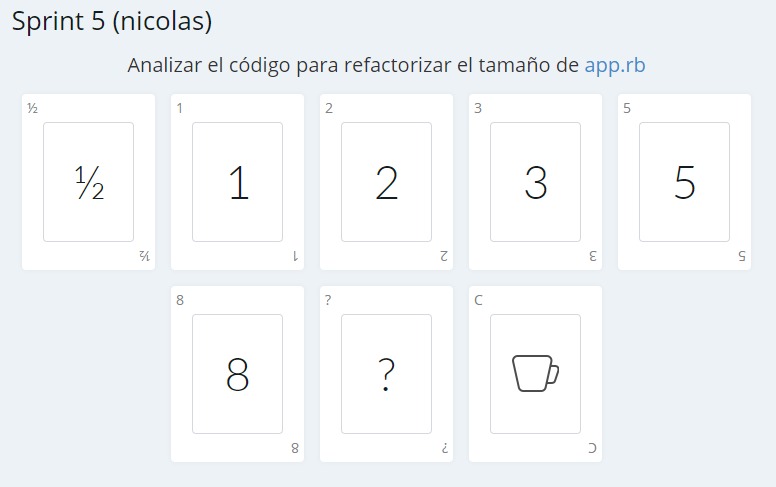 Sprint 5 (nicolas)
Analizar el código para refactorizar el tamaño de app.rb
½ 1 2 3 5
½ 1 2 3 5
½ 1 2 3 5
8 ? C
8 ?
8 ? C